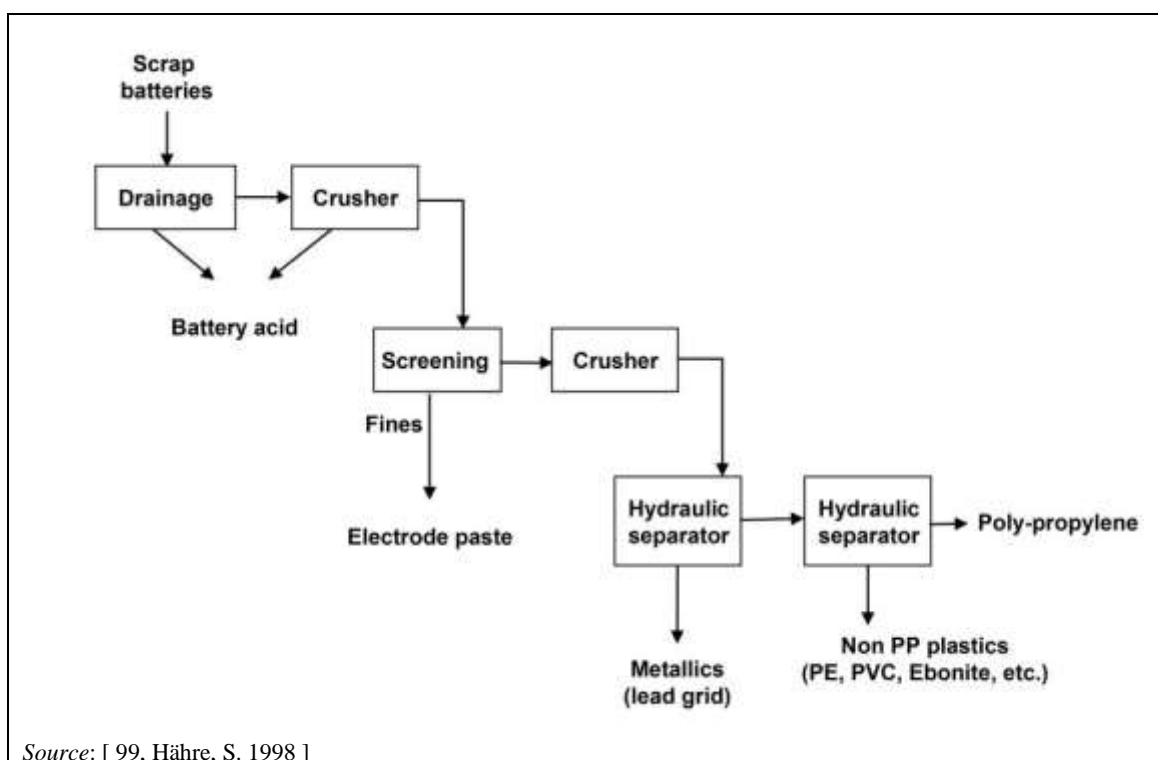 Scrap
batteries
Drainage
Crusher
Battery acid
Screening
Crusher
Fines
Electrode paste
Hydraulic
separator
Hydraulic
separator
Poly-propylene
Metallics
(lead grid)
Non PP plastics
(PE, PVC, Ebonite, etc.)
Source: [ 99, Hähre, S. 1998 ]